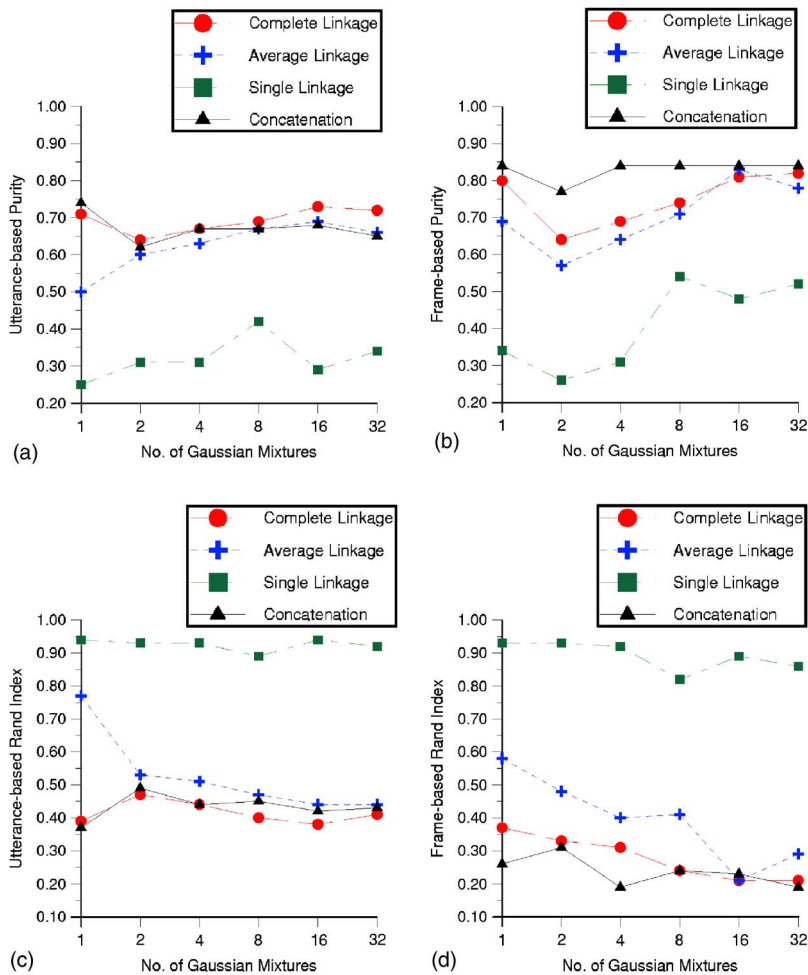 Complete Linkage
Average Linkage
Single Linkage
Concatenation
1.00
0.90
0.80
0.70
0.60
0.50
0.40
0.30
0.20
Utterance-based Purity
1 2 4 8 16 32
No. of Gaussian Mixtures
(a)
Complete Linkage
Average Linkage
Single Linkage
Concatenation
1.00
0.90
0.80
0.70
0.60
0.50
0.40
0.30
0.20
Frame-based Purity
1 2 4 8 16 32
No. of Gaussian Mixtures
(b)
Complete Linkage
Average Linkage
Single Linkage
Concatenation
1.00
0.90
0.80
0.70
0.60
0.50
0.40
0.30
0.20
0.10
Utterance-based Rand Index
1 2 4 8 16 32
No. of Gaussian Mixtures
(c)
Complete Linkage
Average Linkage
Single Linkage
Concatenation
1.00
0.90
0.80
0.70
0.60
0.50
0.40
0.30
0.20
0.10
Frame-based Rand Index
1 2 4 8 16 32
No. of Gaussian Mixtures
(d)